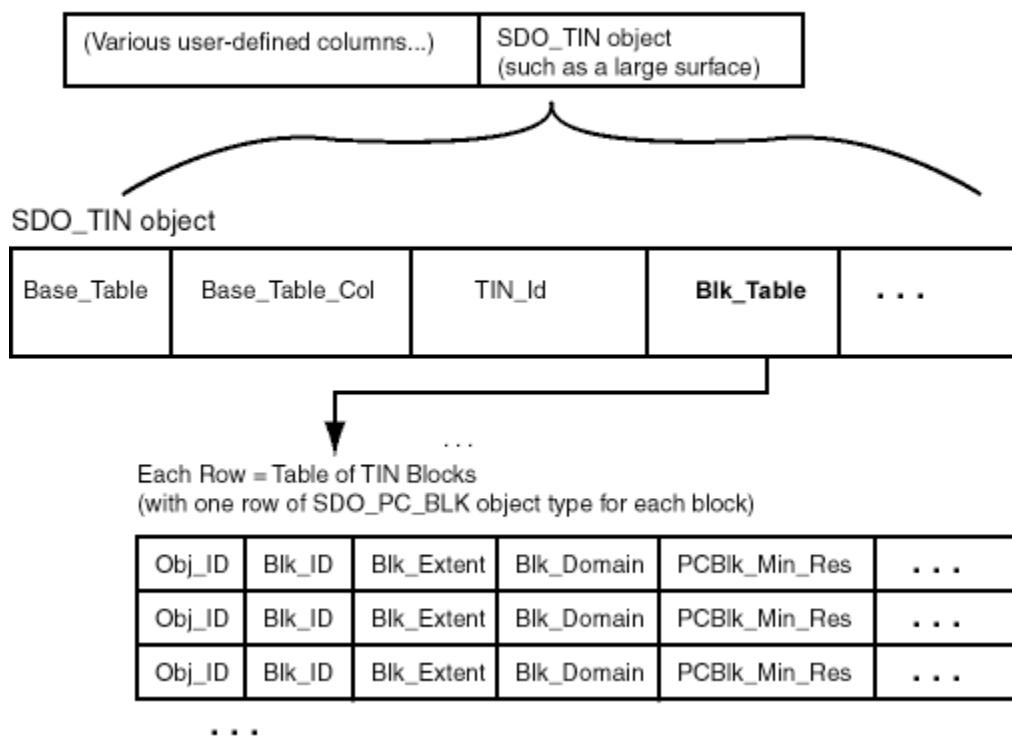 (Various user-defined columns...)
SDO_TIN object
(such as a large surface)
SDO_TIN object
Base_Table Base_Table_Col TIN_Id Blk_Table . . .
. . .
Each Row = Table of TIN Blocks
(with one row of SDO_PC_BLK object type for each block)
Obj_ID Blk_ID Blk_Extent Blk_Domain PCBlk_Min_Res . . .
Obj_ID Blk_ID Blk_Extent Blk_Domain PCBlk_Min_Res . . .
Obj_ID Blk_ID Blk_Extent Blk_Domain PCBlk_Min_Res . . .
. . .